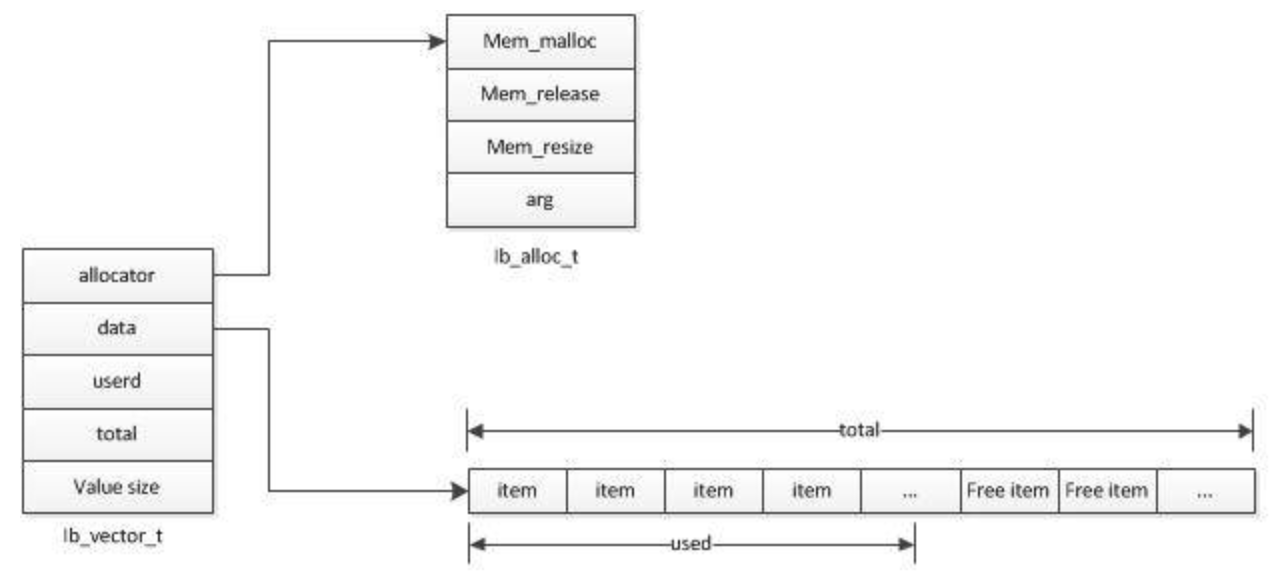 Mem_malloc
Mem_release
Mem_resize
arg
Ib_alloc_t
allocator
data
userd
total
Value size
Ib_vector_t
total
item item item item ... Free item Free item ...
used